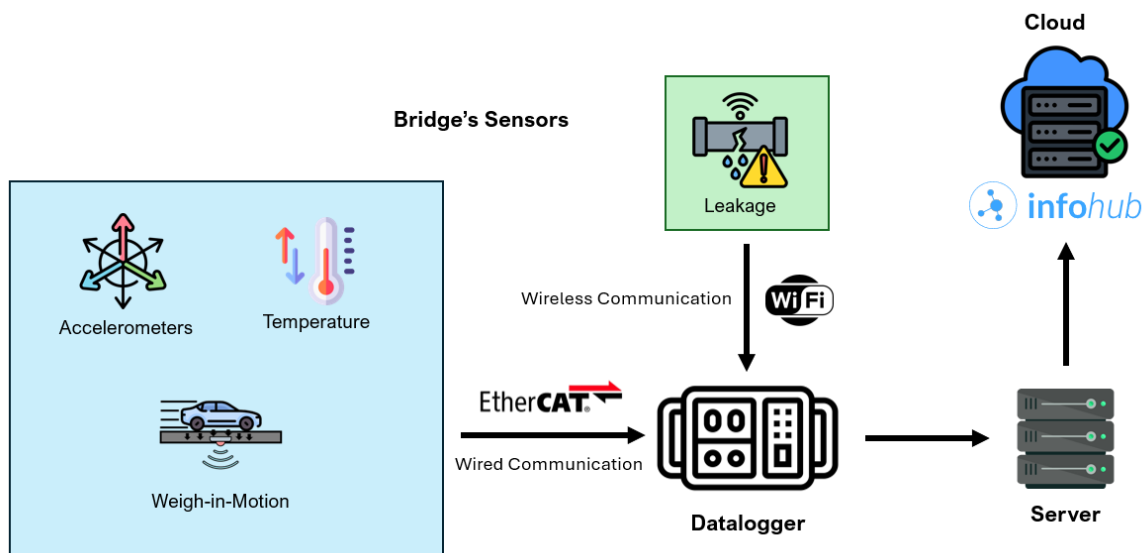 Cloud
Bridge's Sensors
Leakage
infohub
Accelerometers
Temperature
Wireless Communication
WiFi
EtherCAT®
Wired Communication
Weigh-in-Motion
Datalogger
Server